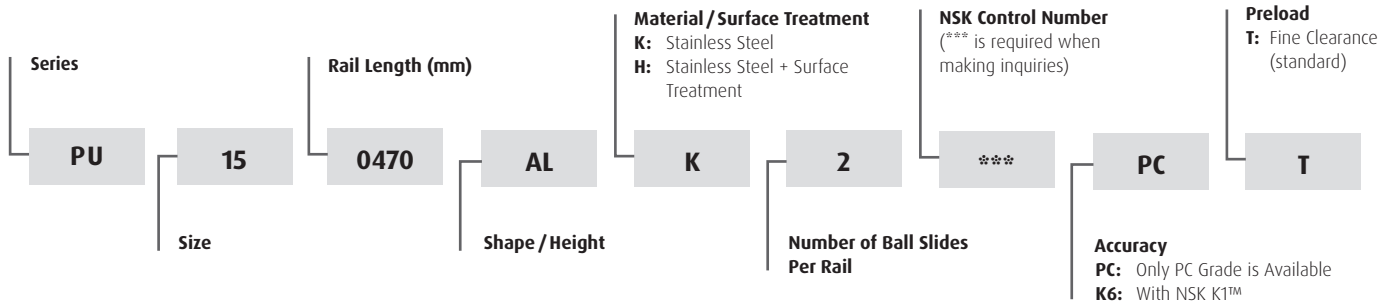 Series
Rail Length (mm)
Material / Surface Treatment
K: Stainless Steel
H: Stainless Steel + Surface
Treatment
NSK Control Number
(*** is required when
making inquiries)
Preload
T: Fine Clearance
(standard)
PU
15
0470
AL
K
2
***
PC
T
Size
Shape / Height
Number of Ball Slides
Per Rail
Accuracy
PC: Only PC Grade is Available
K6: With NSK K1™